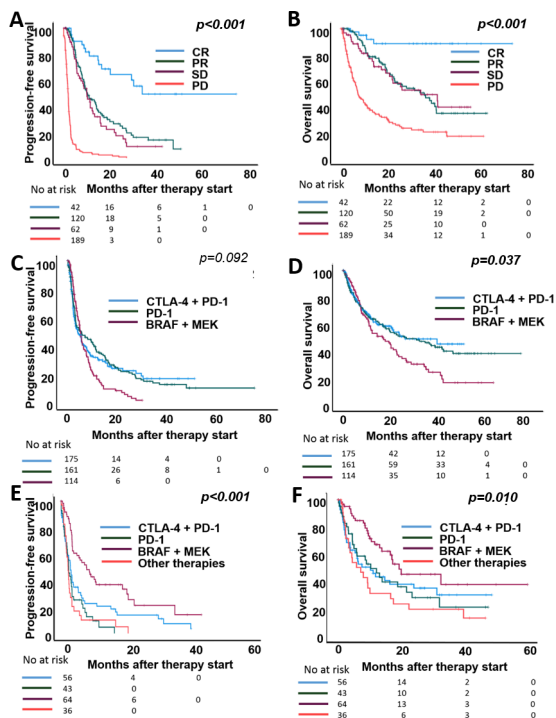 A
p<0.001
CR
PR
SD
PD
Progression-free survival
100
80
60
40
20
0
0 20 40 60 80
No at risk
Months after therapy start
42 16 6 1 0
120 18 5 0
62 9 1 0
189 3 0
B
p<0.001
CR
PR
SD
PD
Overall survival
100
80
60
40
20
0
0 20 40 60 80
No at risk
Months after therapy start
42 22 12 2 0
120 50 19 2 0
62 25 10 0
189 34 12 1 0
C
p=0.092
CTLA-4 + PD-1
PD-1
BRAF + MEK
Progression-free survival
100
80
60
40
20
0
0 20 40 60 80
Months after therapy start
No at risk
175 14 4 0
161 26 8 1 0
114 6 0
D
p=0.037
CTLA-4 + PD-1
PD-1
BRAF + MEK
Overall survival
100
80
60
40
20
0
0 20 40 60 80
Months after therapy start
No at risk
175 42 12 0
161 59 33 4 0
114 35 10 1 0
E
p<0.001
CTLA-4 + PD-1
PD-1
BRAF + MEK
Other therapies
Progression-free survival
100
80
60
40
20
0
0 20 40 60
No at risk
Months after therapy start
56 4 0
43 0
64 6 0
36 0
F
p=0.010
CTLA-4 + PD-1
PD-1
BRAF + MEK
Other therapies
Overall survival
100
80
60
40
20
0
0 20 40 60
No at risk
Months after therapy start
56 14 2 0
43 10 2 0
64 13 3 0
36 6 3 0